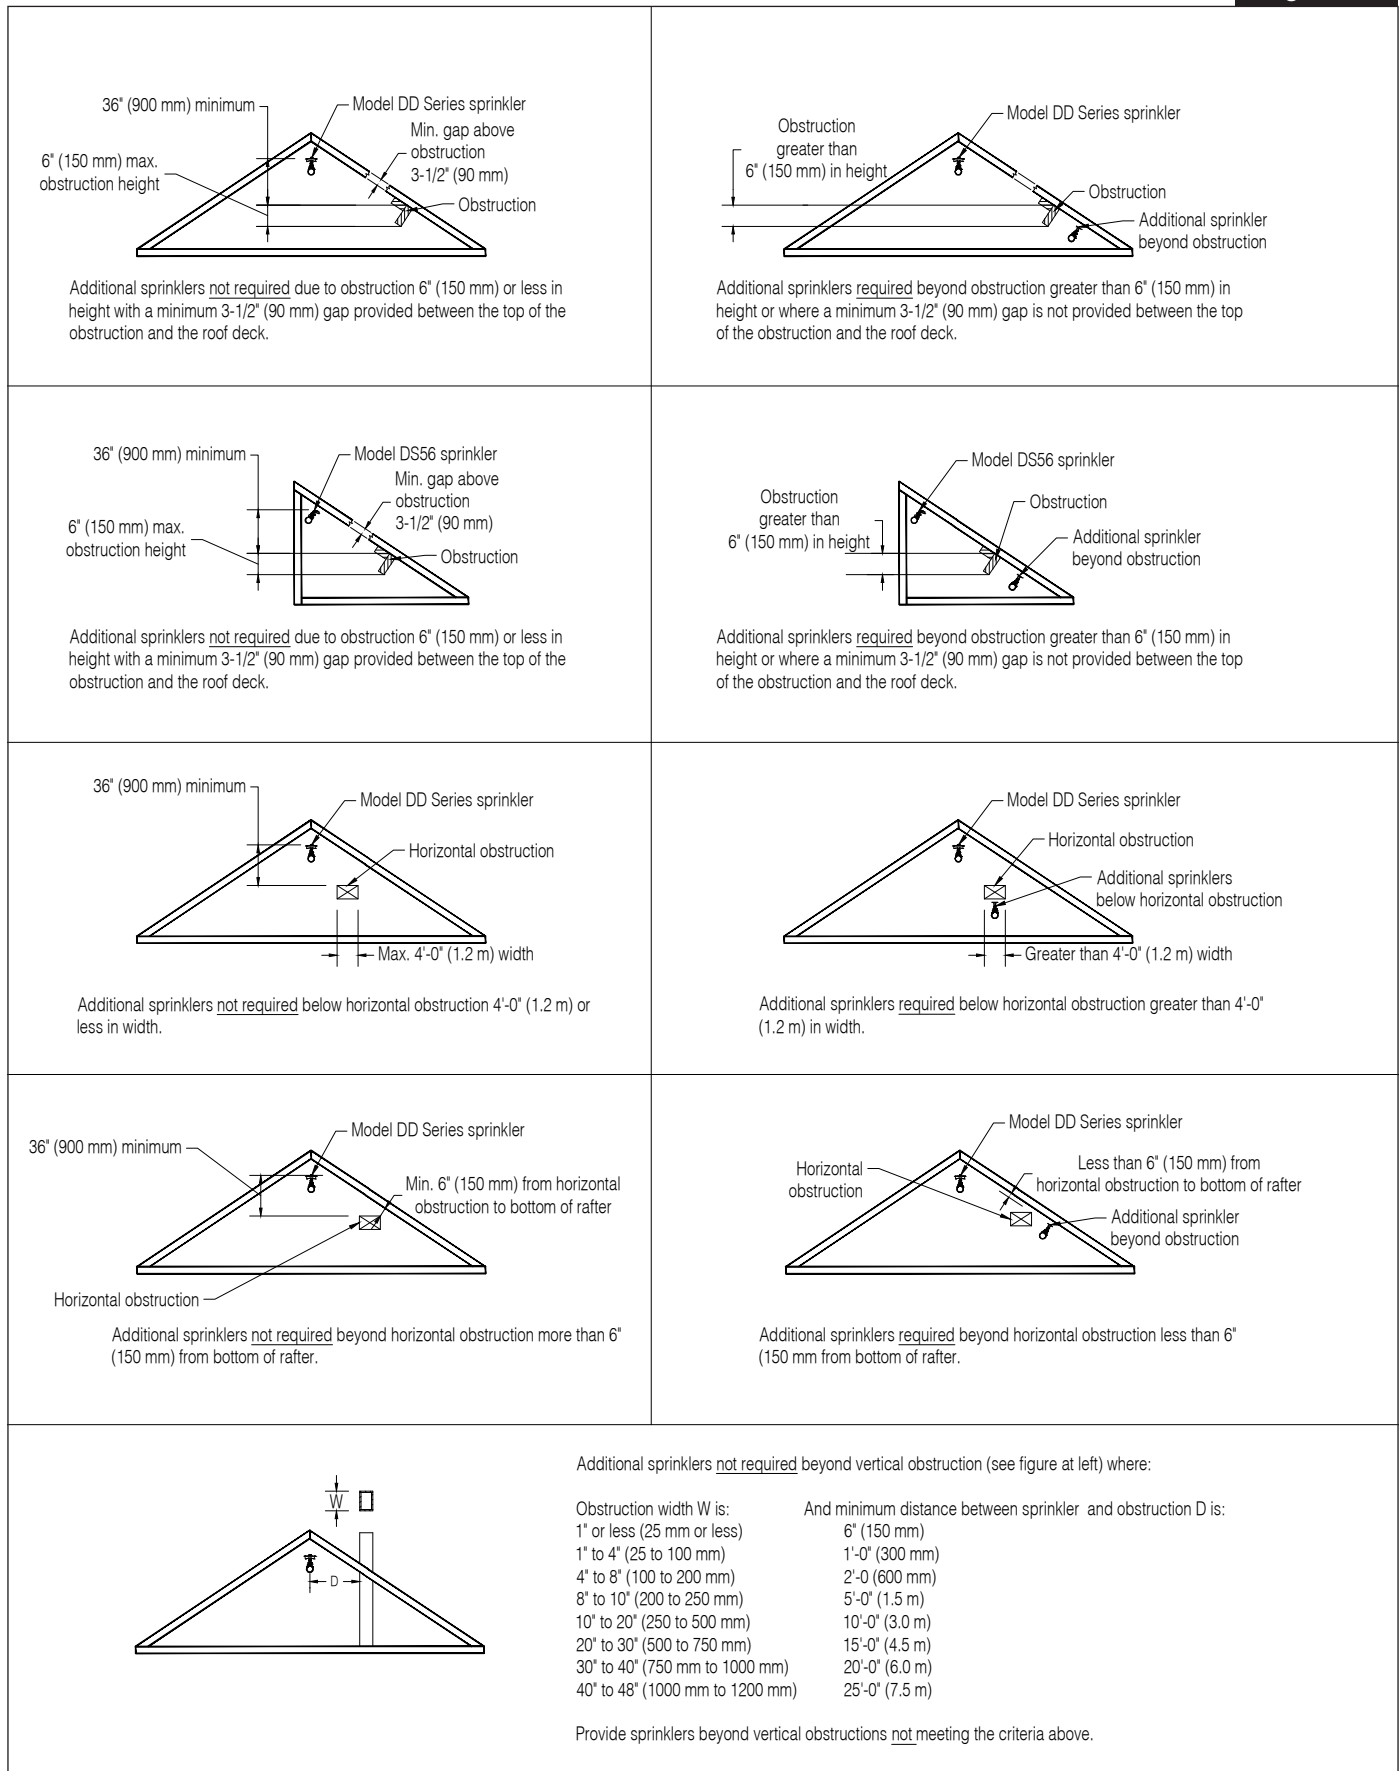 36" (900 mm) minimum
Model DD Series sprinkler
Min. gap above
obstruction
3-1/2" (90 mm)
6" (150 mm) max.
obstruction height
Obstruction
Additional sprinklers not required due to obstruction 6" (150 mm) or less in
height with a minimum 3-1/2" (90 mm) gap provided between the top of the
obstruction and the roof deck.
Model DD Series sprinkler
Obstruction
greater than
6" (150 mm) in height
Obstruction
Additional sprinkler
beyond obstruction
Additional sprinklers required beyond obstruction greater than 6" (150 mm) in
height or where a minimum 3-1/2" (90 mm) gap is not provided between the top
of the obstruction and the roof deck.
36" (900 mm) minimum
Model DS56 sprinkler
Min. gap above
obstruction
3-1/2" (90 mm)
6" (150 mm) max.
obstruction height
Obstruction
Additional sprinklers not required due to obstruction 6" (150 mm) or less in
height with a minimum 3-1/2" (90 mm) gap provided between the top of the
obstruction and the roof deck.
Model DS56 sprinkler
Obstruction
greater than
6" (150 mm) in height
Obstruction
Additional sprinkler
beyond obstruction
Additional sprinklers required beyond obstruction greater than 6" (150 mm) in
height or where a minimum 3-1/2" (90 mm) gap is not provided between the top
of the obstruction and the roof deck.
36" (900 mm) minimum
Model DD Series sprinkler
Horizontal obstruction
Max. 4'-0" (1.2 m) width
Additional sprinklers not required below horizontal obstruction 4'-0" (1.2 m) or
less in width.
Model DD Series sprinkler
Horizontal obstruction
Additional sprinklers
below horizontal obstruction
Greater than 4'-0" (1.2 m) width
Additional sprinklers required below horizontal obstruction greater than 4'-0"
(1.2 m) in width.
36" (900 mm) minimum
Model DD Series sprinkler
Min. 6" (150 mm) from horizontal
obstruction to bottom of rafter
Horizontal obstruction
Additional sprinklers not required beyond horizontal obstruction more than 6"
(150 mm) from bottom of rafter.
Model DD Series sprinkler
Horizontal
obstruction
Less than 6" (150 mm) from
horizontal obstruction to bottom of rafter
Additional sprinkler
beyond obstruction
Additional sprinklers required beyond horizontal obstruction less than 6"
(150 mm from bottom of rafter.
W
D
Additional sprinklers not required beyond vertical obstruction (see figure at left) where:
Obstruction width W is: And minimum distance between sprinkler and obstruction D is:
1" or less (25 mm or less) 6" (150 mm)
1" to 4" (25 to 100 mm) 1'-0" (300 mm)
4" to 8" (100 to 200 mm) 2'-0 (600 mm)
8" to 10" (200 to 250 mm) 5'-0" (1.5 m)
10" to 20" (250 to 500 mm) 10'-0" (3.0 m)
20" to 30" (500 to 750 mm) 15'-0" (4.5 m)
30" to 40" (750 mm to 1000 mm) 20'-0" (6.0 m)
40" to 48" (1000 mm to 1200 mm) 25'-0" (7.5 m)
Provide sprinklers beyond vertical obstructions not meeting the criteria above.